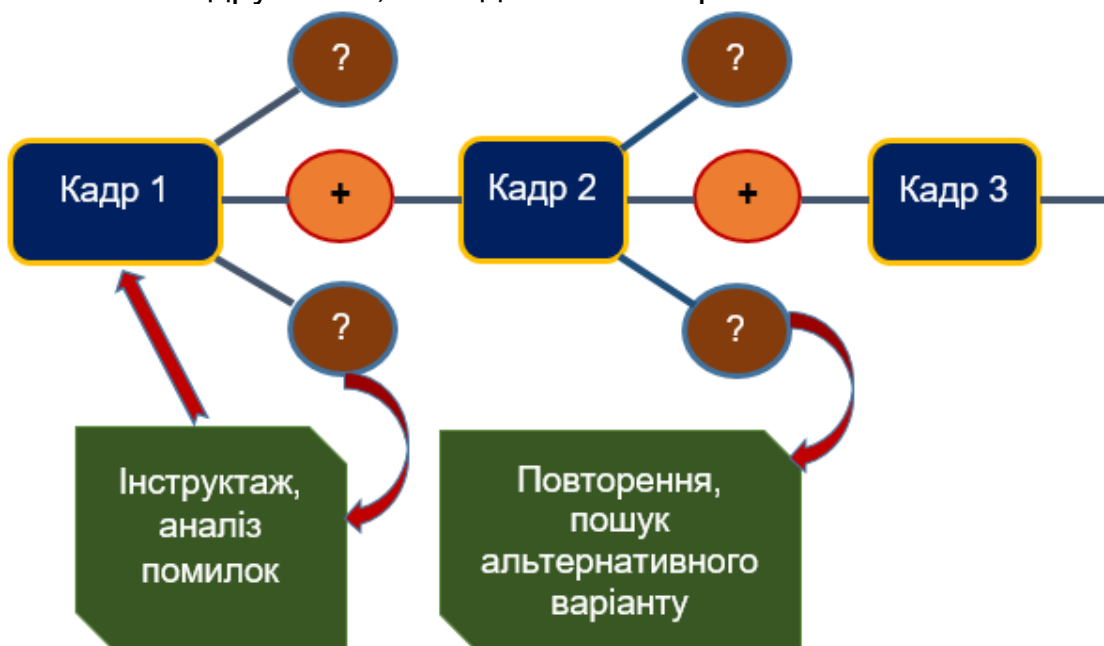 ?
?
Кадр 1
+
Кадр 2
+
Кадр 3
?
?
Інструктаж,
аналіз
помилок
Повторення,
пошук
альтернативного
варіанту